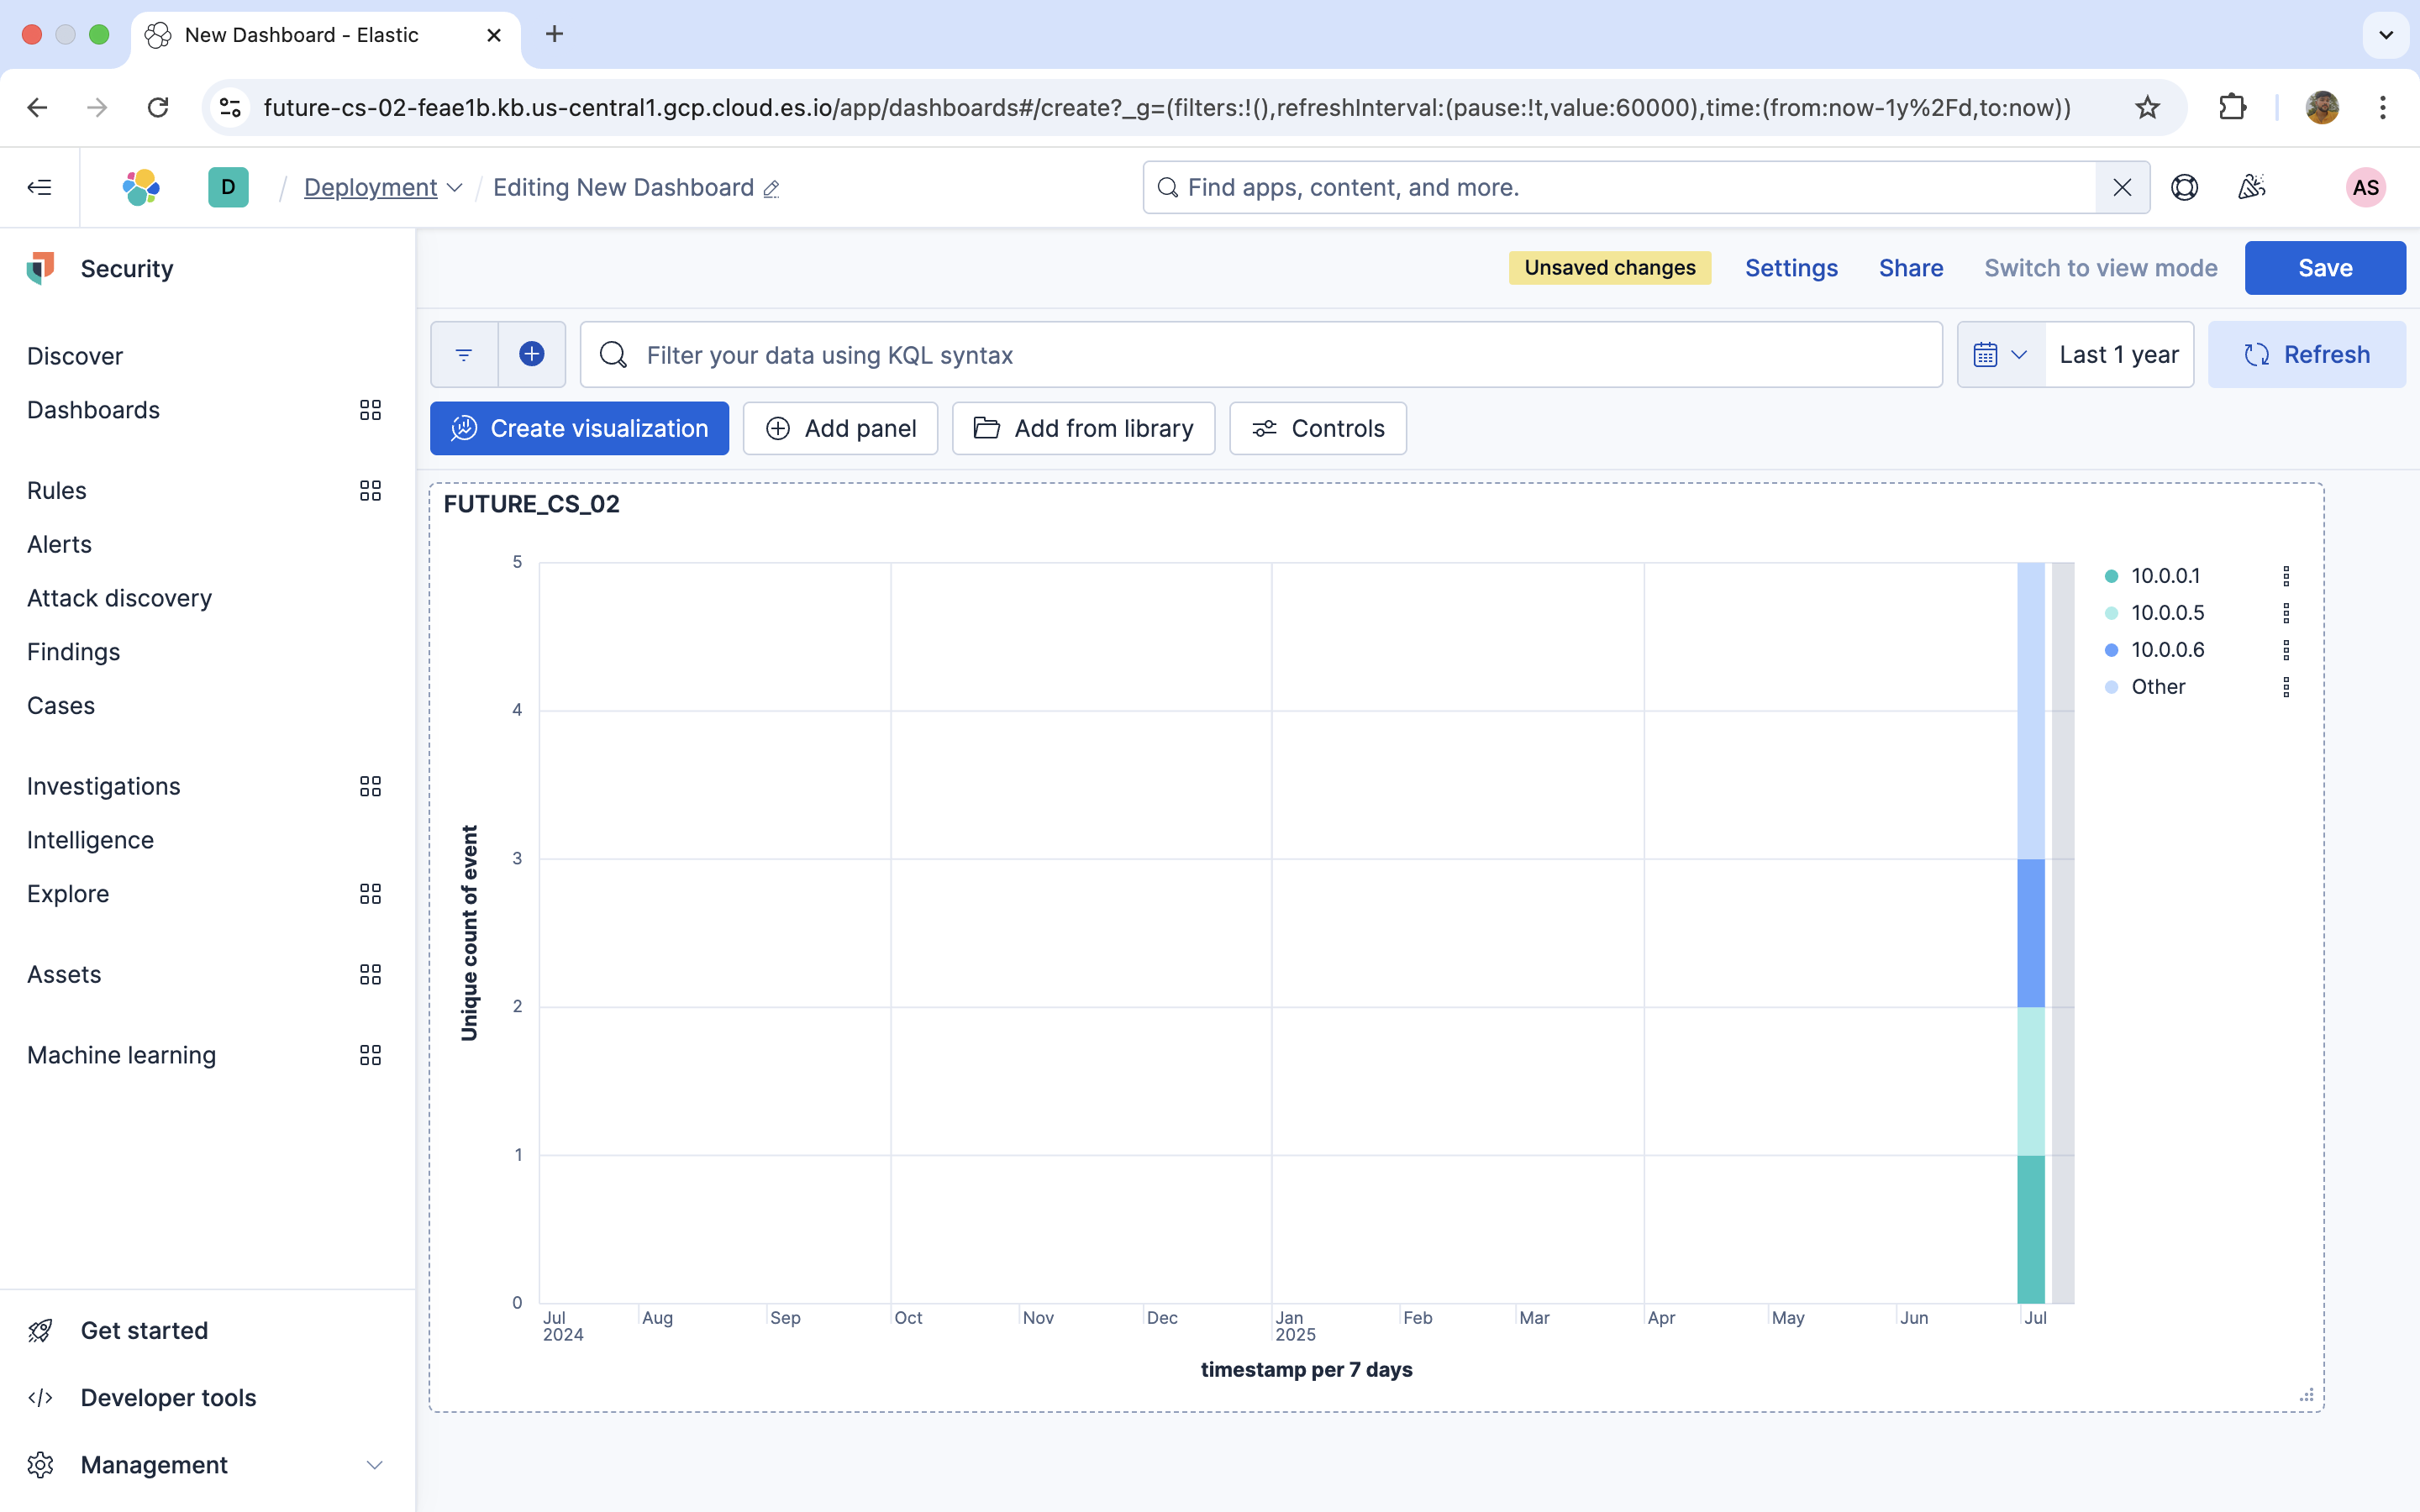 New Dashboard - Elastic
future-cs-02-feae1b.kb.us-central1.gcp.cloud.es.io/app/dashboards#/create?_g=(filters:!(),refreshInterval:(pause:!t,value:60000),time:(from:now-1y%2Fd,to:now))
D / Deployment / Editing New Dashboard
Find apps, content, and more.
AS
Security
Unsaved changes
Settings
Share
Switch to view mode
Save
Discover
Dashboards
Rules
Alerts
Attack discovery
Findings
Cases
Investigations
Intelligence
Explore
Assets
Machine learning
Get started
Developer tools
Management
Filter your data using KQL syntax
Last 1 year
Refresh
Create visualization
Add panel
Add from library
Controls
FUTURE_CS_02
Unique count of event
5
4
3
2
1
0
Jul Aug Sep Oct Nov Dec Jan Feb Mar Apr May Jun Jul
2024 2025
timestamp per 7 days
10.0.0.1
10.0.0.5
10.0.0.6
Other